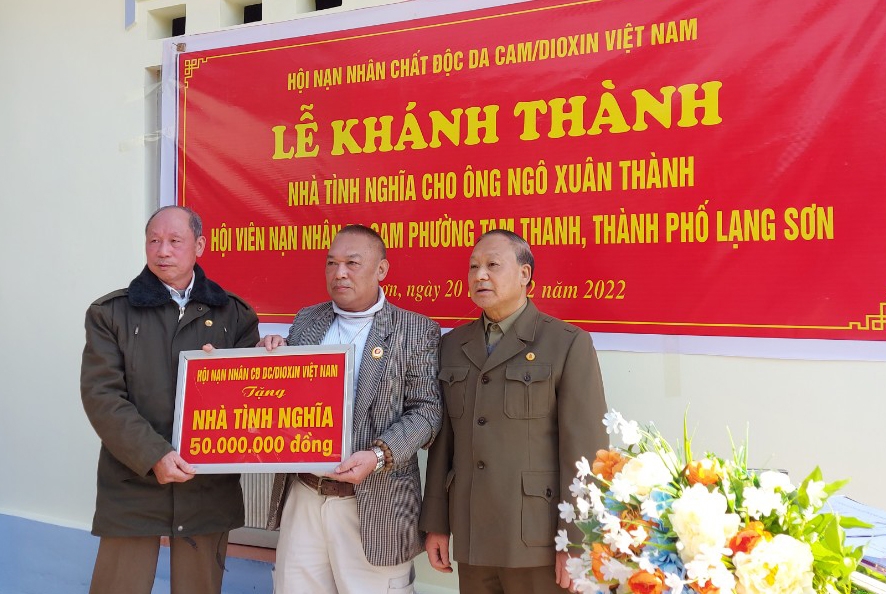 HỘI NẠN NHÂN CHẤT ĐỘC DA CAM/DIOXIN VIỆT NAM
LỄ KHÁNH THÀNH
NHÀ TÌNH NGHĨA CHO ÔNG NGÔ XUÂN THÀNH
HỘI VIÊN NẠN NHÂN CAM PHƯỜNG TAM THANH, THÀNH PHỐ LẠNG SƠN
ngày 20 năm 2022
HỘI NẠN NHÂN CĐ DC/DIOXIN VIỆT NAM
Tặng
NHÀ TÌNH NGHĨA
50.000.000 đồng